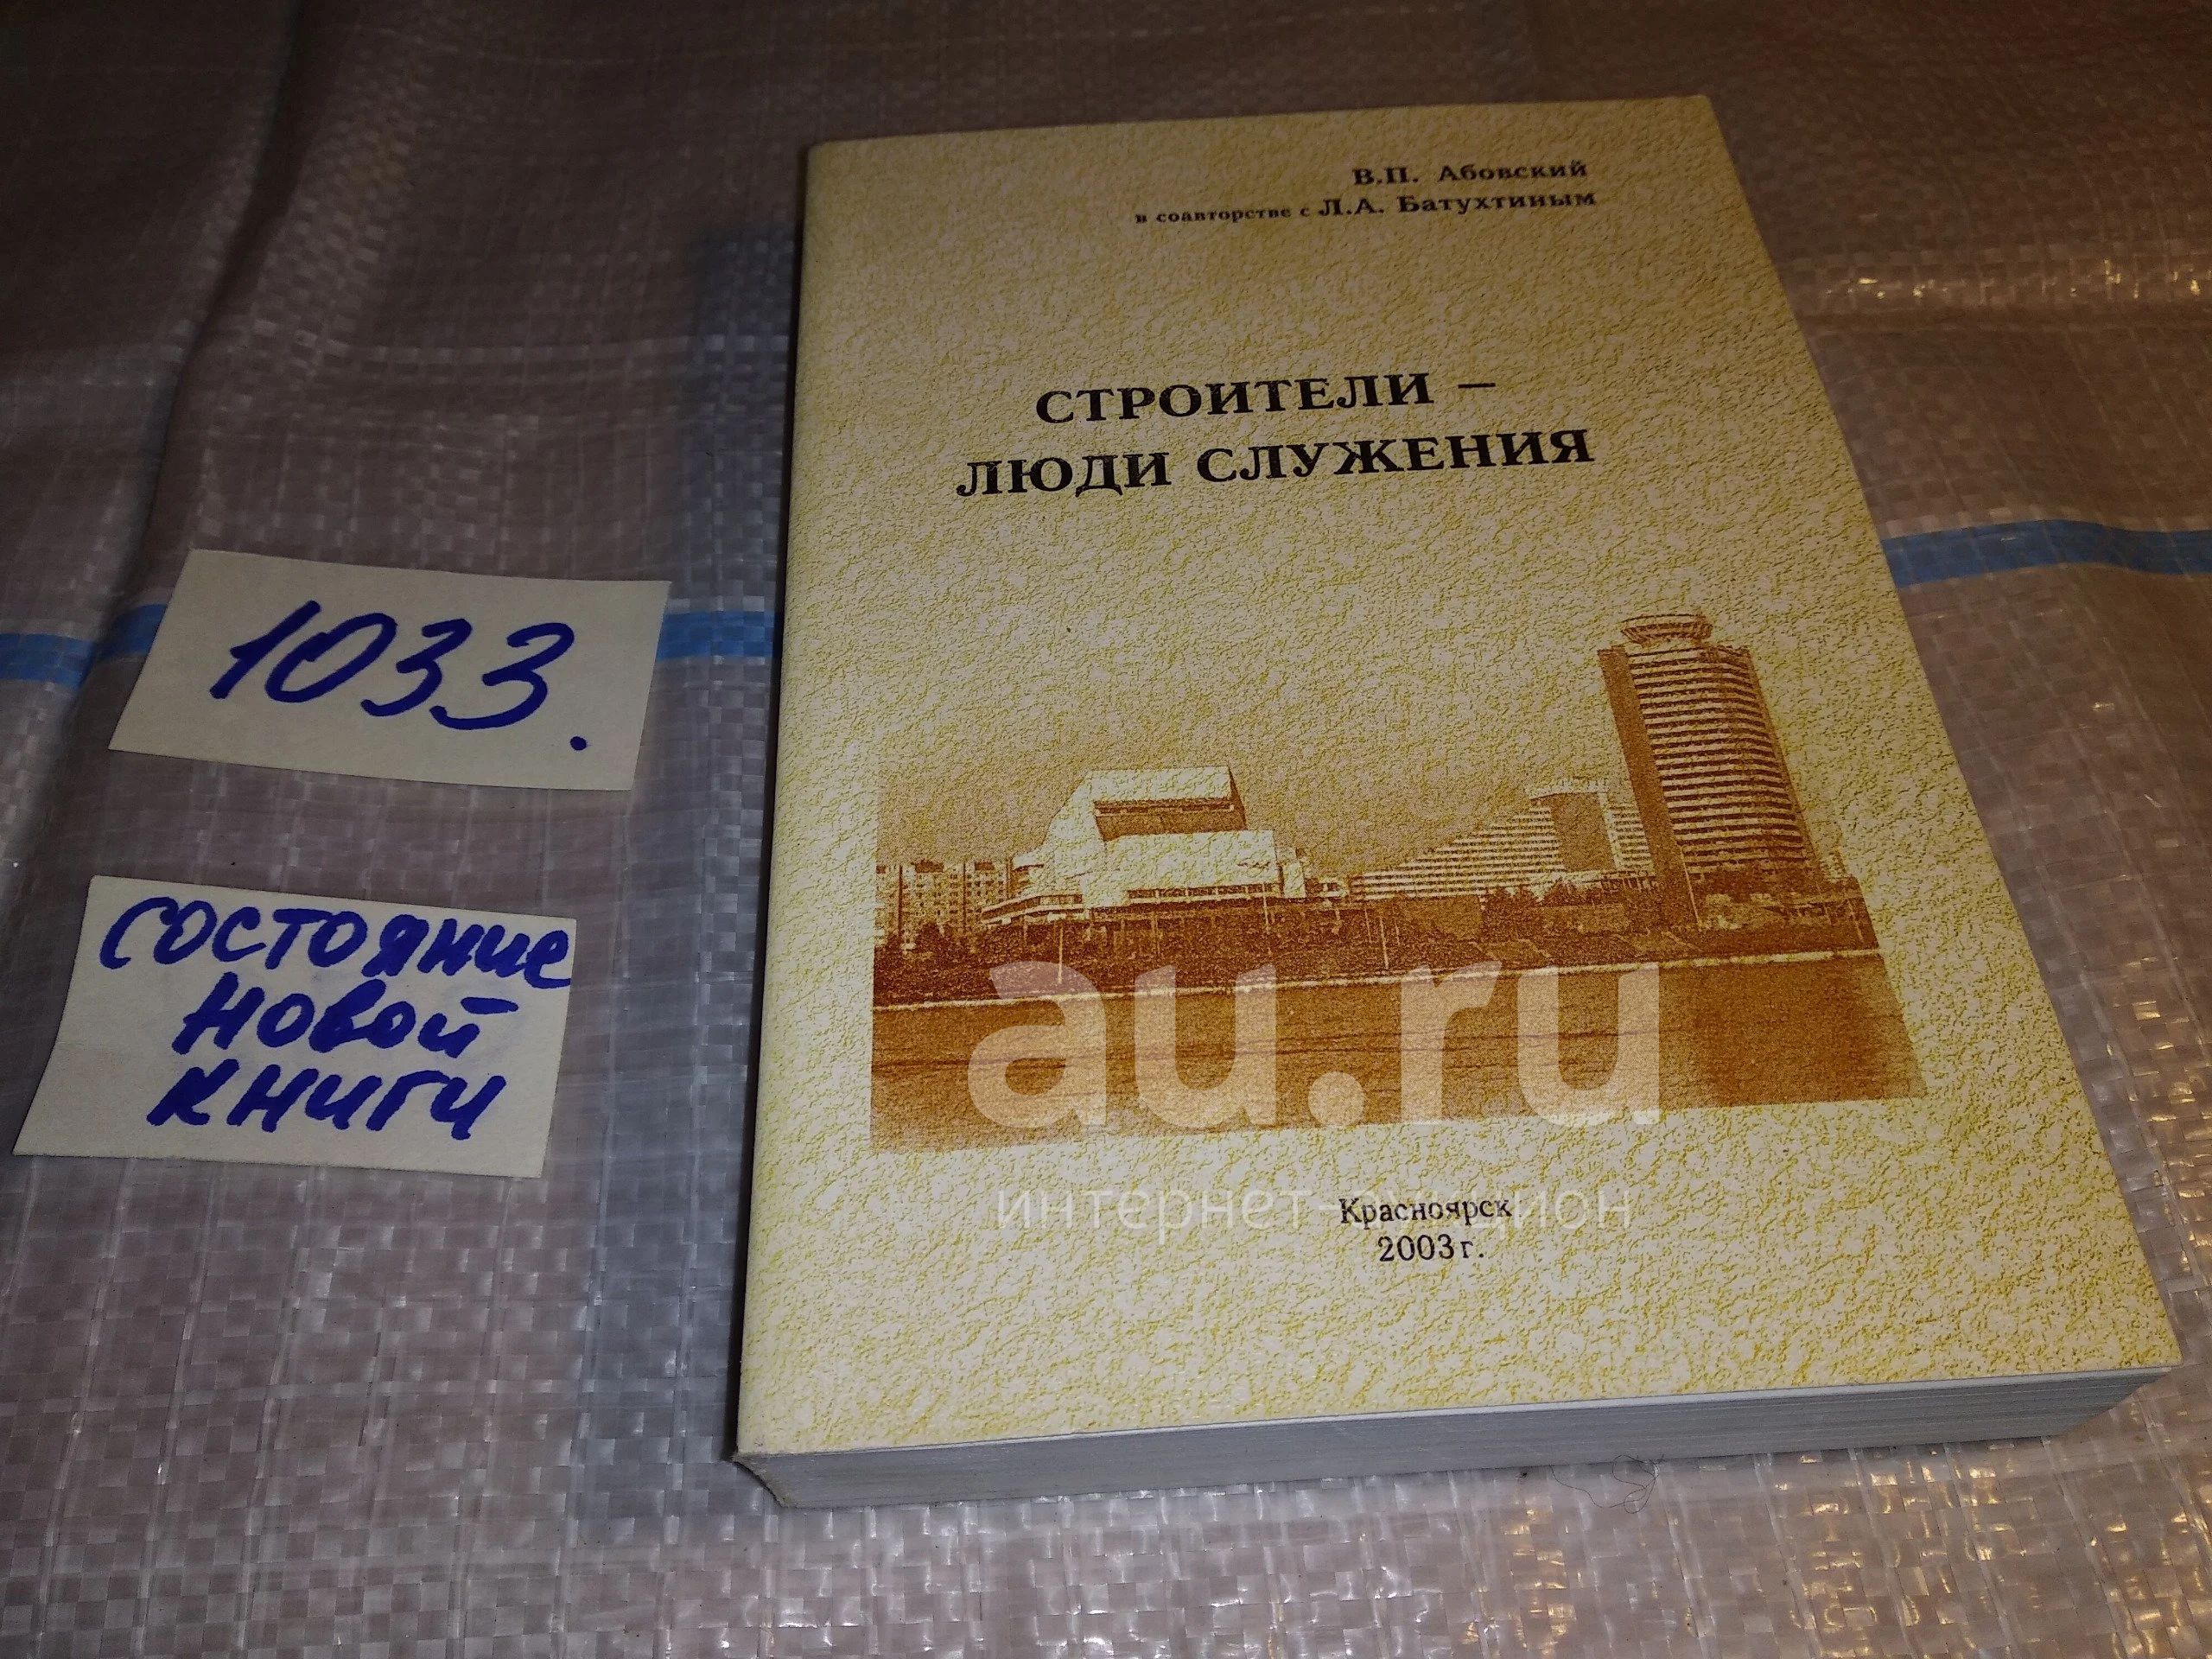 В.П. Абовский
в соавторстве с Л.А. Батухтиным
СТРОИТЕЛИ –
ЛЮДИ СЛУЖЕНИЯ
1033.
состояние
новой
книги
au.ru
интернет-аукцион
Красноярск
2003 г.